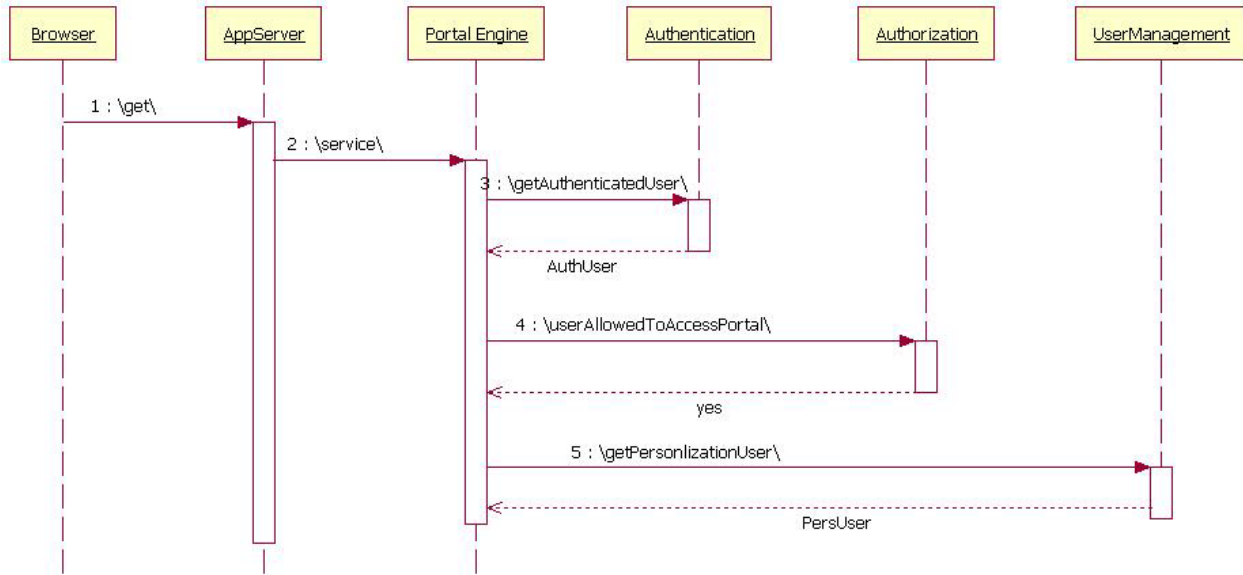 Browser
AppServer
Portal Engine
Authentication
Authorization
UserManagement
1 : \get\
2 : \service\
3 : \getAuthenticatedUser\
AuthUser
4 : \userAllowedToAccessPortal\
yes
5 : \getPersonlizationUser\
PersUser